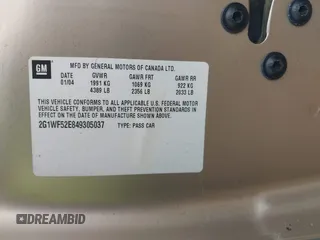 GM
MFD BY GENERAL MOTORS OF CANADA LTD.
DATE GVWR GAWR FRT GAWR RR
01/04 1991 KG 1069 KG 922 KG
4389 LB 2356 LB 2033 LB
THIS VEHICLE CONFORMS TO ALL APPLICABLE U.S. FEDERAL MOTOR
VEHICLE SAFETY, BUMPER, AND THEFT PREVENTION STANDARDS IN
EFFECT ON THE DATE OF MANUFACTURE SHOWN ABOVE.
2G1WF52E849305037 TYPE: PASS CAR
DREAMBID